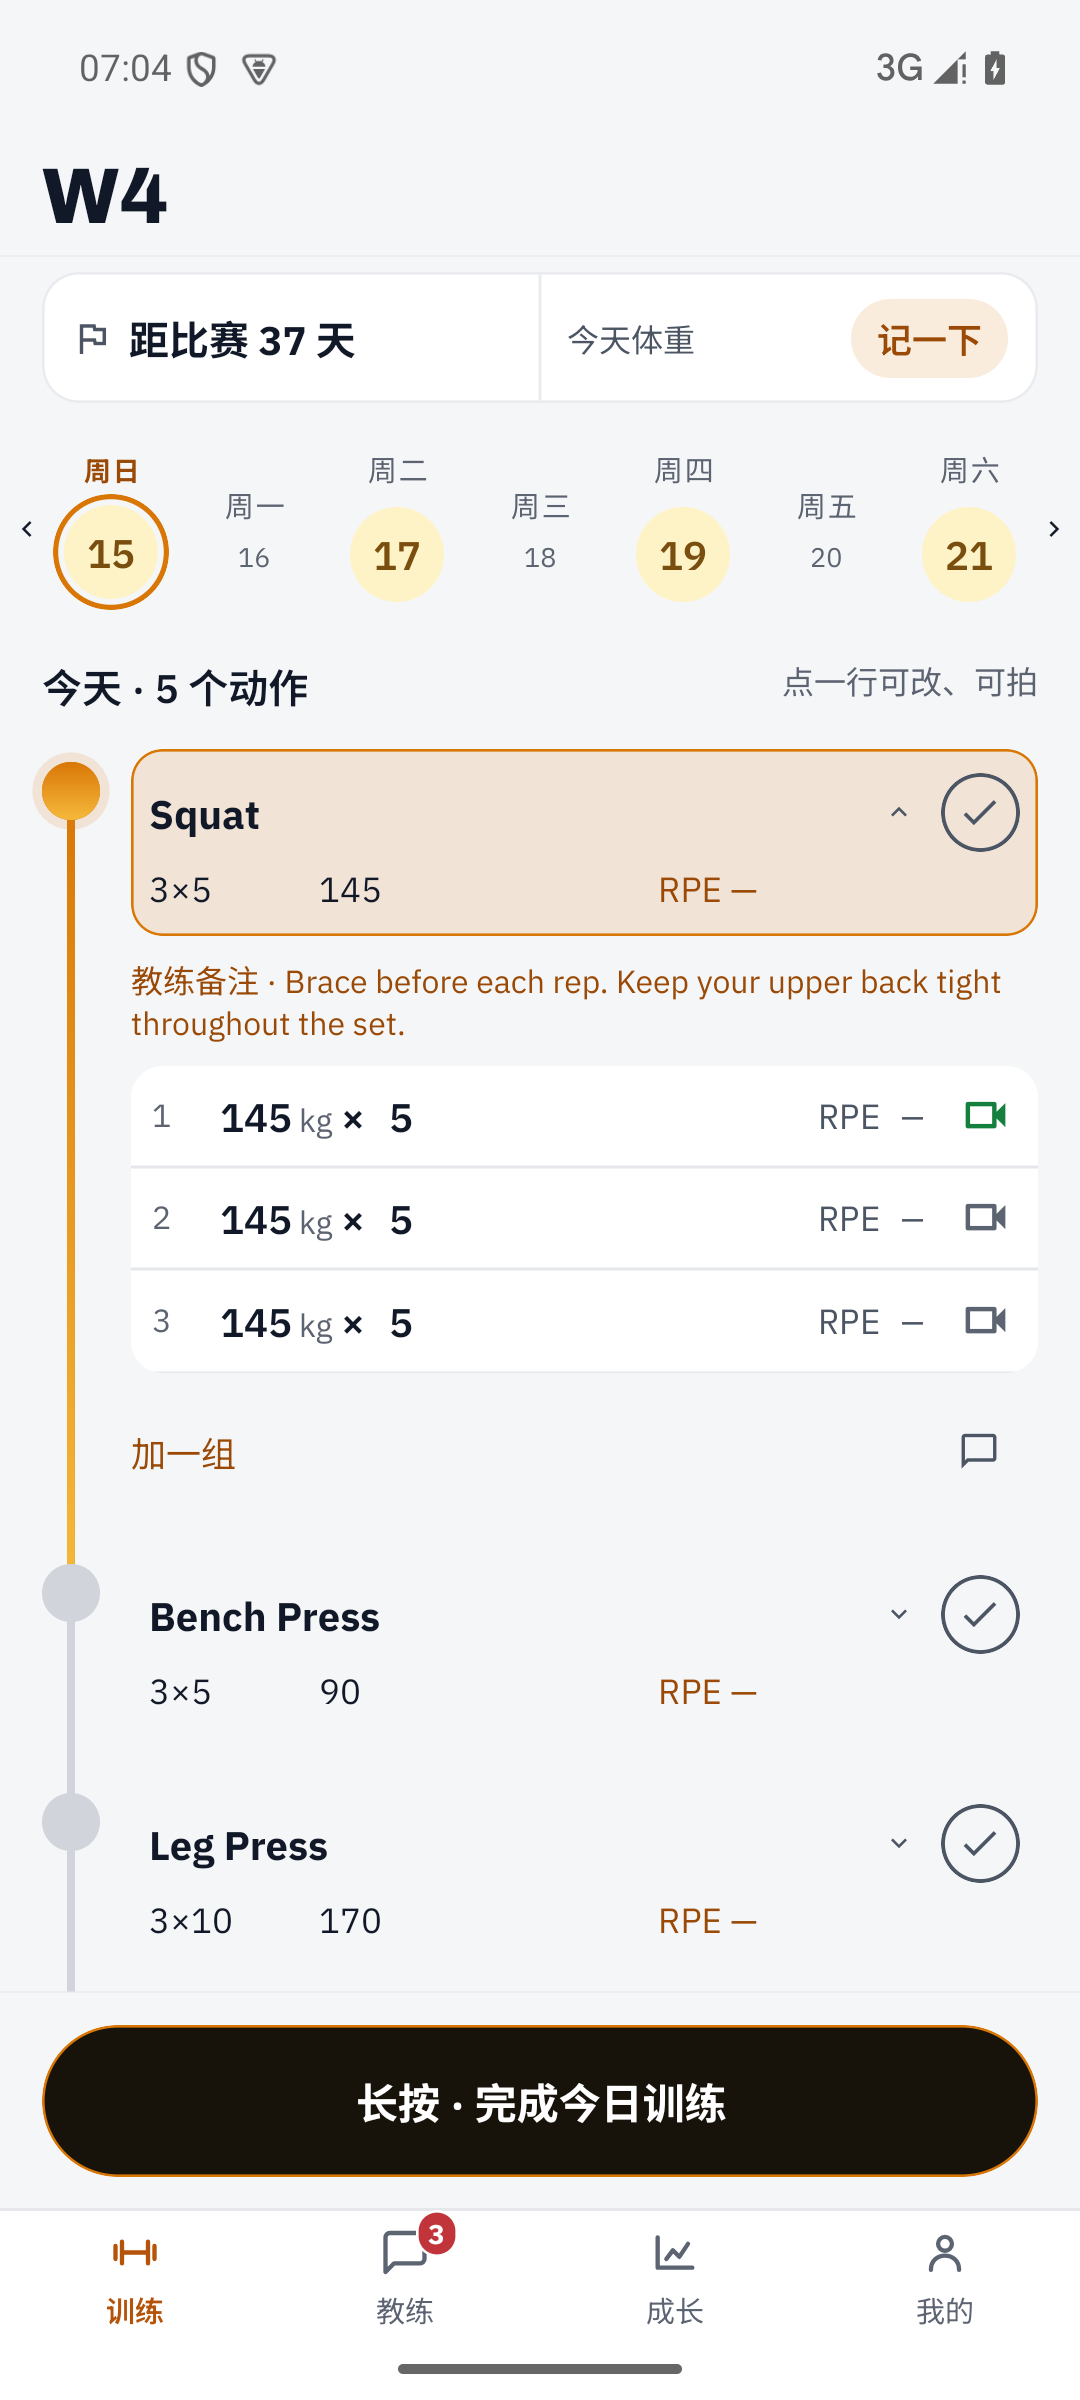 07:04
3G
W4
距比赛 37 天
今天体重
记一下
周日
周一
周二
周三
周四
周五
周六
15
16
17
18
19
20
21
今天 · 5 个动作
点一行可改、可拍
Squat
3×5 145 RPE —
教练备注 · Brace before each rep. Keep your upper back tight
throughout the set.
1 145 kg × 5 RPE —
2 145 kg × 5 RPE —
3 145 kg × 5 RPE —
加一组
Bench Press
3×5 90 RPE —
Leg Press
3×10 170 RPE —
长按 · 完成今日训练
3
训练
教练
成长
我的